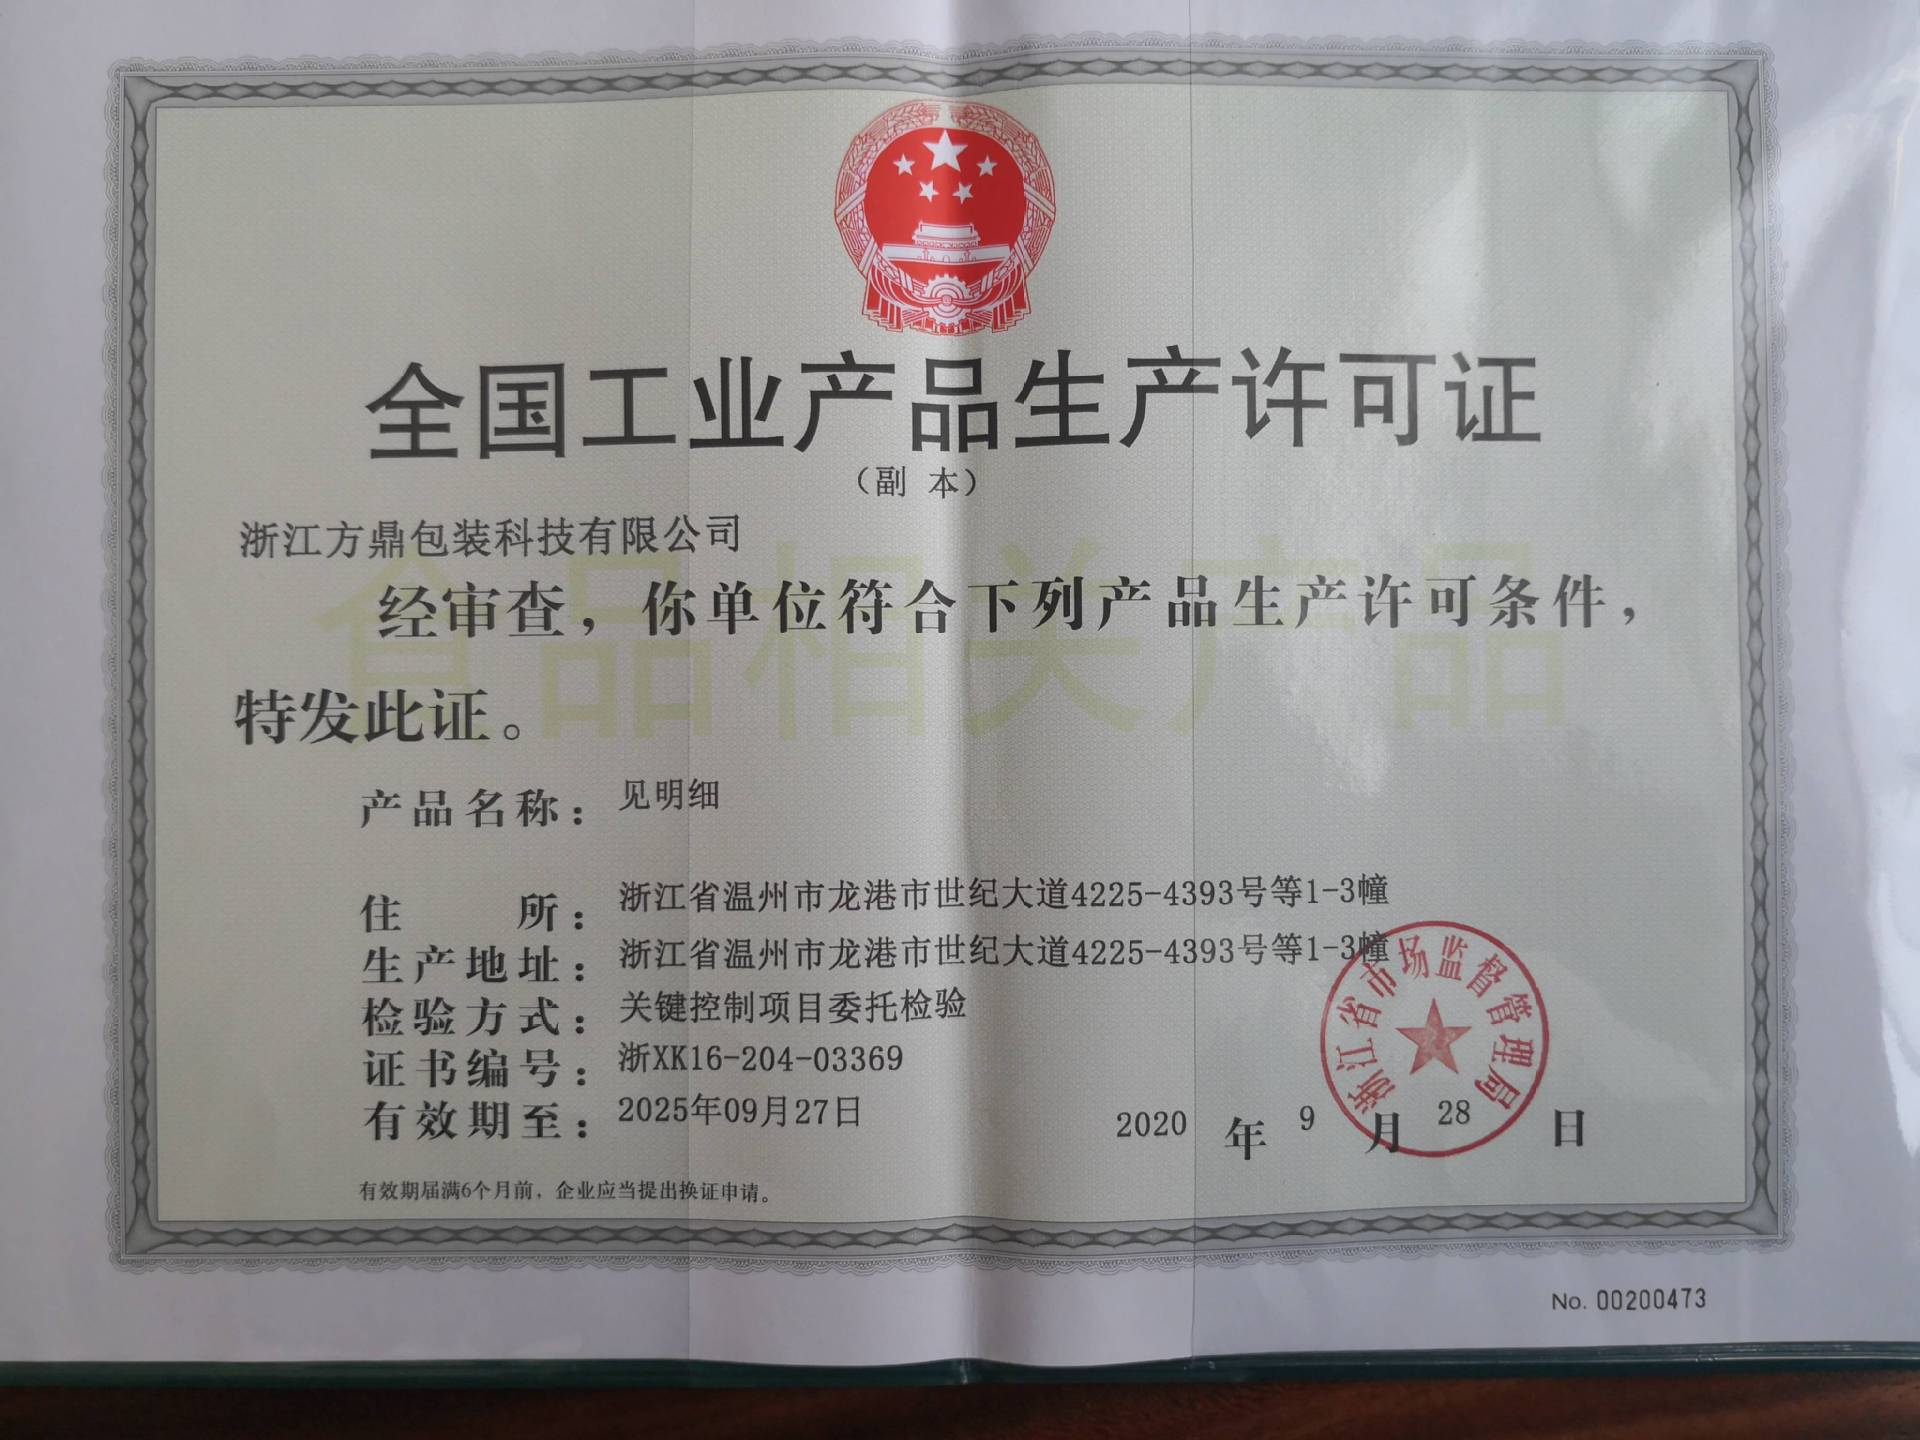 全国工业产品生产许可证
（副 本）
浙江方鼎包装科技有限公司
食品相关产品
经审查，你单位符合下列产品生产许可条件，
特发此证。
产品名称：见明细
住 所：浙江省温州市龙港市世纪大道4225-4393号等1-3幢
生产地址：浙江省温州市龙港市世纪大道4225-4393号等1-3幢
检验方式：关键控制项目委托检验
证书编号：浙XK16-204-03369
有效期至：2025年09月27日
浙江省市场监督管理局
2020 年 9 月 28 日
有效期届满6个月前，企业应当提出换证申请。
No. 00200473